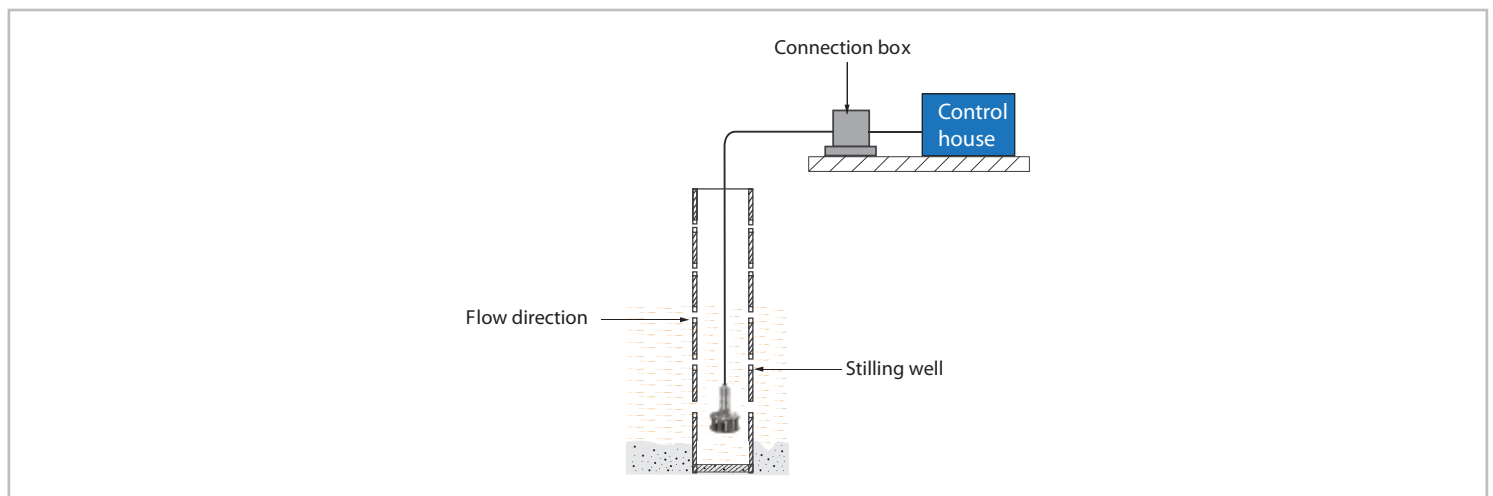 Connection box
Control
house
Flow direction
Stilling well